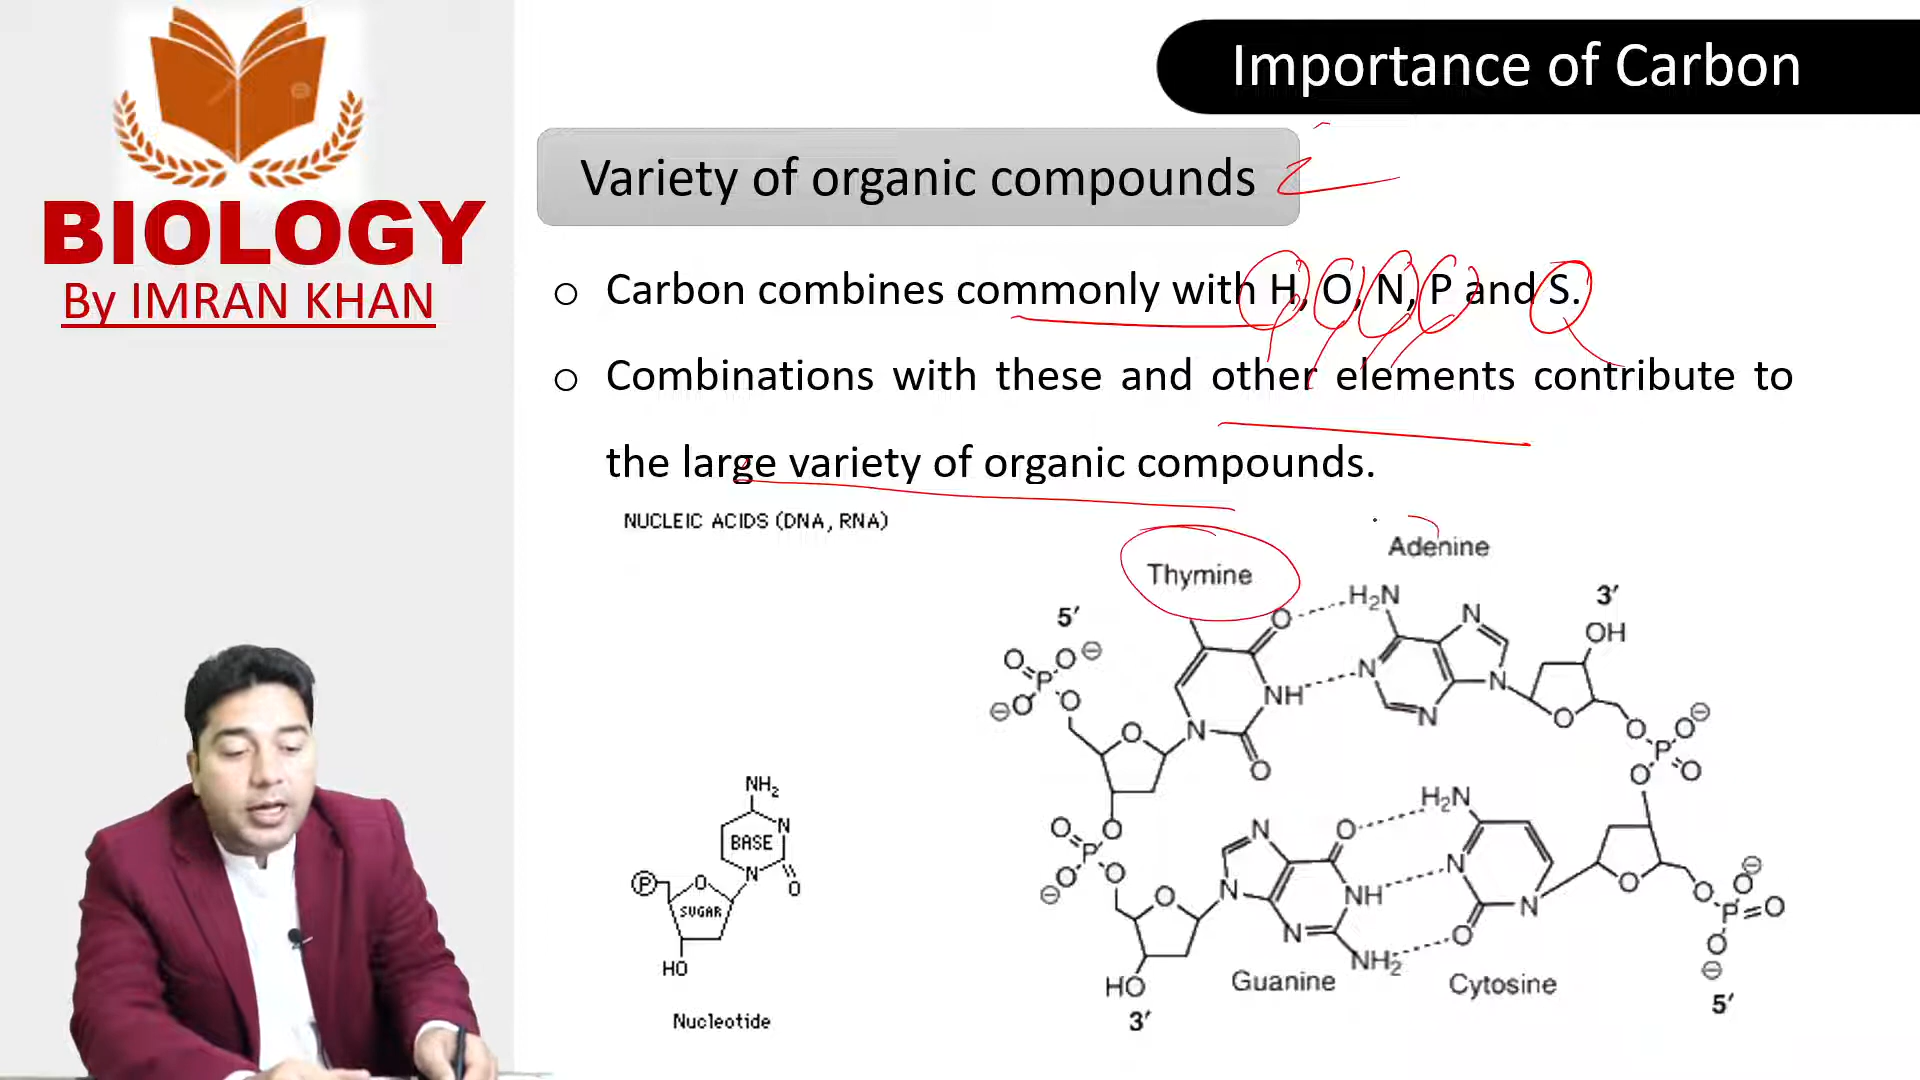 Importance of Carbon
BIOLOGY
By IMRAN KHAN
Variety of organic compounds
o Carbon combines commonly with H, O, N, P and S.
o Combinations with these and other elements contribute to
the large variety of organic compounds.
NUCLEIC ACIDS (DNA, RNA)
NH₂
N
BASE
N
O
P
O
SUGAR
HO
Nucleotide
Thymine
Adenine
5′
3′
O
H₂N
N
OH
O
O ⊖
P
⊖ O
O
NH
N
N
N
N
O
O
O
O ⊖
P
O
O
O
O
O
P
⊖ O
O
N
O
H₂N
N
NH
N
N
NH₂
O
N
O
O
O
O ⊖
P=O
O
⊖
O
HO
3′
Guanine
Cytosine
5′